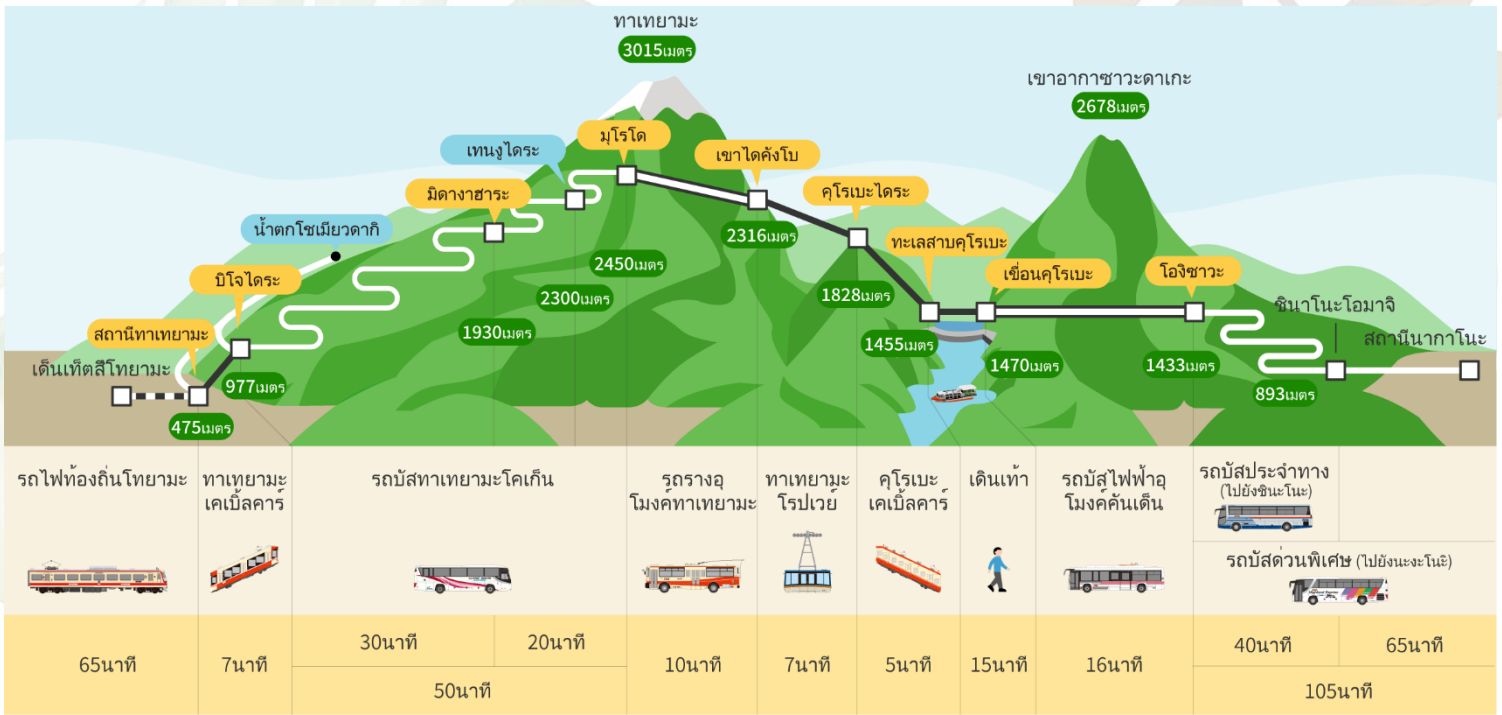 ทาเทยามะ
3015เมตร
เขาอากาซาวะดาเกะ
2678เมตร
มุโรโด
เทนงูไดระ
เขาไดคังโบ
มิดางาฮาระ
คุโรเบะไดระ
น้ำตกโชเมียวดากิ
2316เมตร
ทะเลสาบคุโรเบะ
2450เมตร
บิโจไดระ
เขื่อนคุโรเบะ
โองิซาวะ
1828เมตร
2300เมตร
ชินาโนะโอมาจิ
สถานีทาเทยามะ
1930เมตร
สถานีนากาโนะ
1455เมตร
เด็นเท็ตสึโทยามะ
1470เมตร
1433เมตร
977เมตร
893เมตร
475เมตร
รถไฟท้องถิ่นโทยามะ
ทาเทยามะ
เคเบิ้ลคาร์
รถบัสทาเทยามะโคเก็น
รถรางอุ
โมงค์ทาเทยามะ
ทาเทยามะ
โรปเวย์
คุโรเบะ
เคเบิ้ลคาร์
เดินเท้า
รถบัสไฟฟ้าอุ
โมงค์คันเด็น
รถบัสประจำทาง
(ไปยังชินะโนะ)
รถบัสด่วนพิเศษ (ไปยังนะงะโนะ)
65นาที
7นาที
30นาที
20นาที
50นาที
10นาที
7นาที
5นาที
15นาที
16นาที
40นาที
65นาที
105นาที